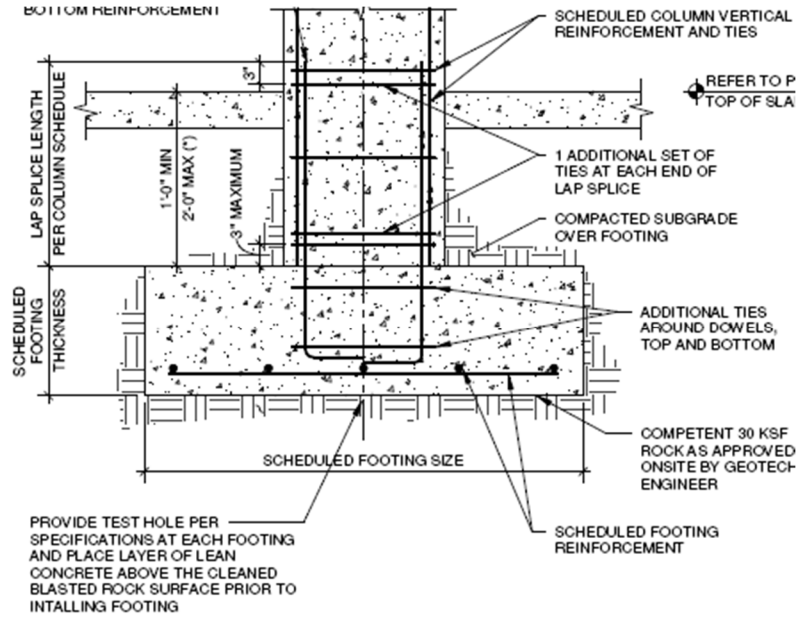 BOTTOM REINFORCEMENT
SCHEDULED COLUMN VERTICAL
REINFORCEMENT AND TIES
3"
REFER TO P
TOP OF SLA
LAP SPLICE LENGTH
PER COLUMN SCHEDULE
1'-0" MIN
2'-0" MAX (*)
3" MAXIMUM
1 ADDITIONAL SET OF
TIES AT EACH END OF
LAP SPLICE
COMPACTED SUBGRADE
OVER FOOTING
SCHEDULED
FOOTING
THICKNESS
ADDITIONAL TIES
AROUND DOWELS,
TOP AND BOTTOM
COMPETENT 30 KSF
ROCK AS APPROVED
ONSITE BY GEOTECH
ENGINEER
SCHEDULED FOOTING SIZE
PROVIDE TEST HOLE PER
SPECIFICATIONS AT EACH FOOTING
AND PLACE LAYER OF LEAN
CONCRETE ABOVE THE CLEANED
BLASTED ROCK SURFACE PRIOR TO
INTALLING FOOTING
SCHEDULED FOOTING
REINFORCEMENT